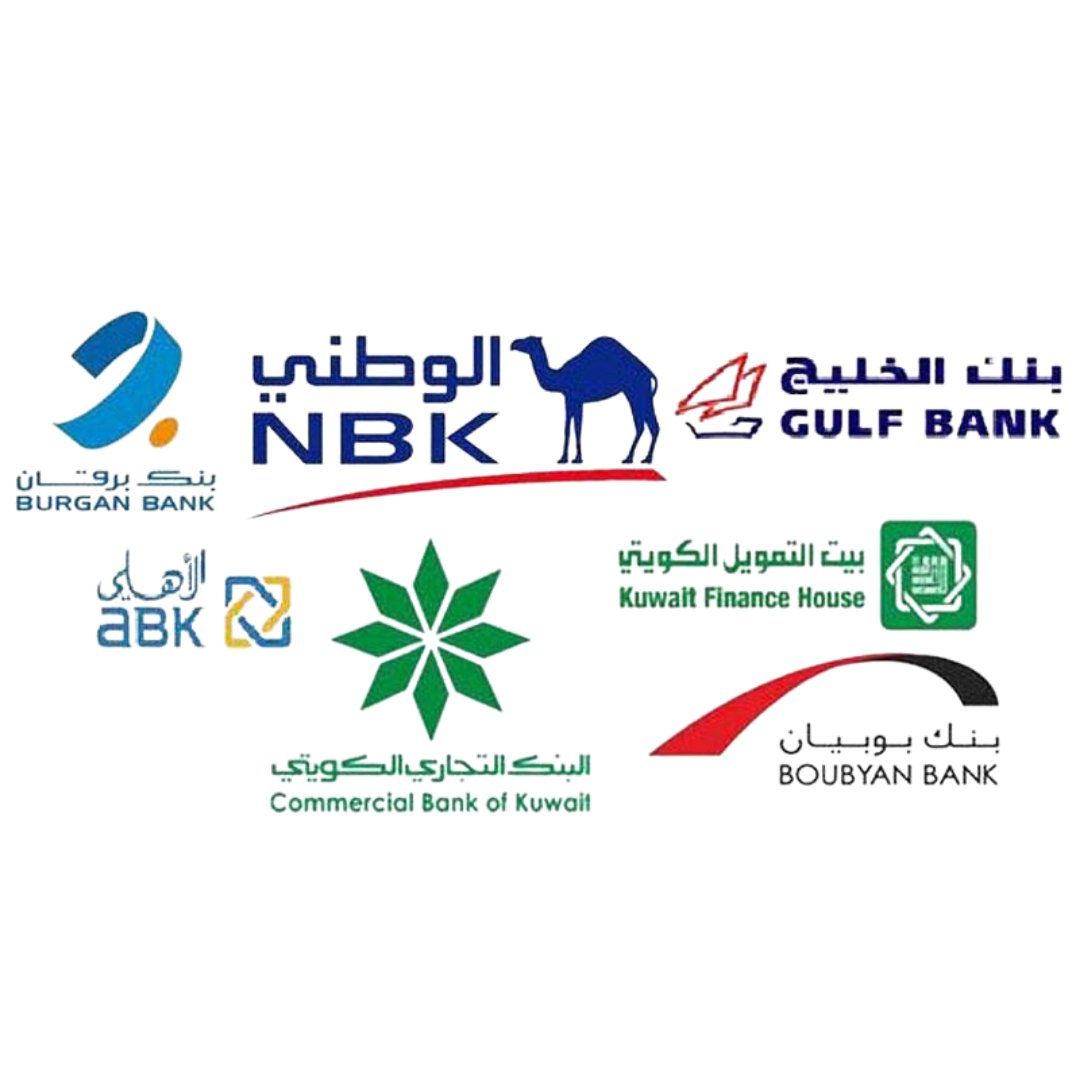 بنك برقان
BURGAN BANK
الوطني
NBK
بنك الخليج
GULF BANK
الأهلي
aBK
البنك التجاري الكويتي
Commercial Bank of Kuwait
بيت التمويل الكويتي
Kuwait Finance House
بنك بوبيان
BOUBYAN BANK